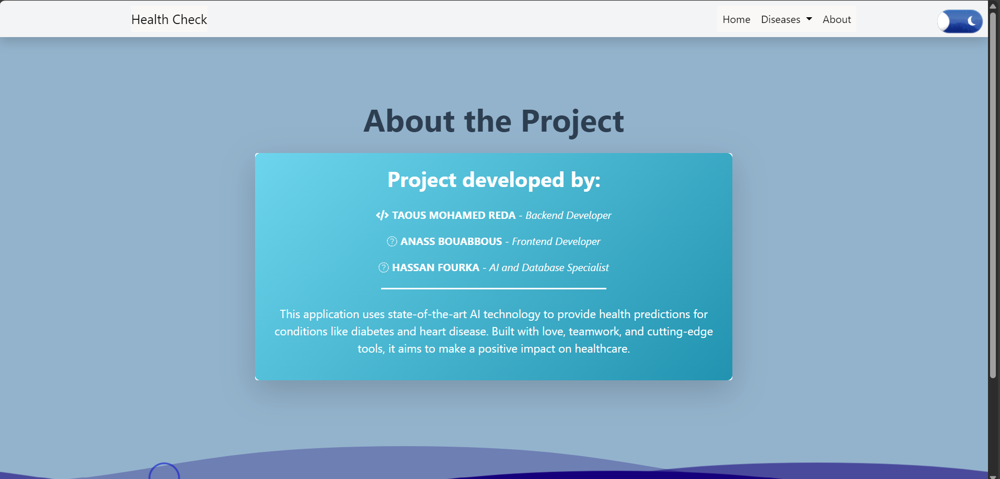 Health Check
Home Diseases About
About the Project
Project developed by:
</> TAOUS MOHAMED REDA - Backend Developer
ANASS BOUABBOUS - Frontend Developer
HASSAN FOURKA - AI and Database Specialist
This application uses state-of-the-art AI technology to provide health predictions for
conditions like diabetes and heart disease. Built with love, teamwork, and cutting-edge
tools, it aims to make a positive impact on healthcare.